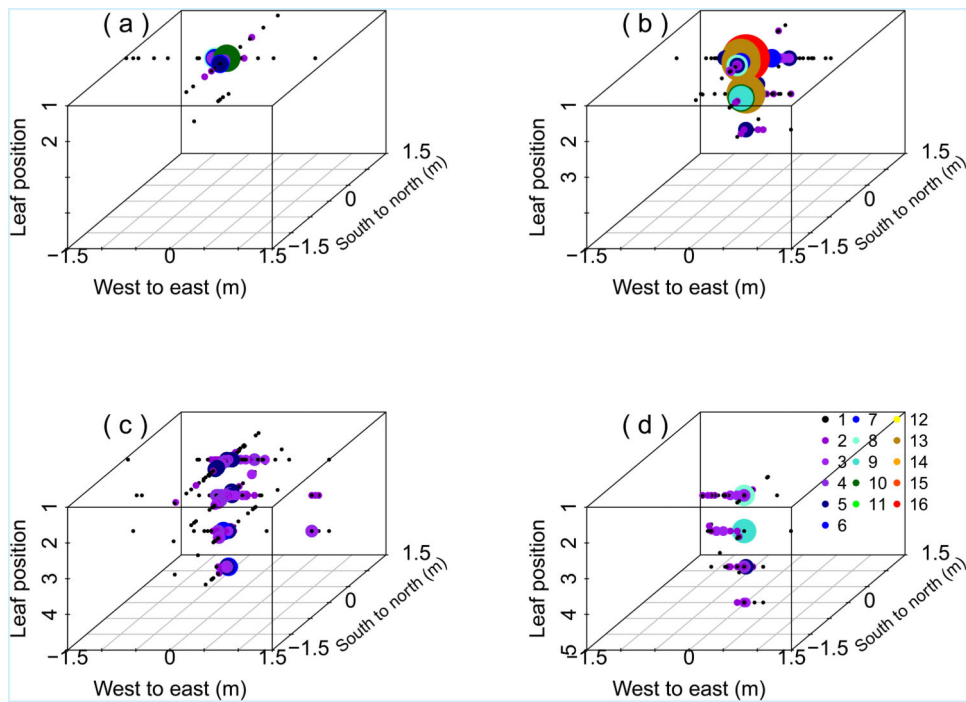 ( a )
Leaf position
1
2
−1.5
0
1.5
West to east (m)
−1.5
0
1.5
South to north (m)
( b )
Leaf position
1
2
3
−1.5
0
1.5
West to east (m)
−1.5
0
1.5
South to north (m)
( c )
Leaf position
1
2
3
4
−1.5
0
1.5
West to east (m)
−1.5
0
1.5
South to north (m)
( d )
1 7 12
2 8 13
3 9 14
4 10 15
5 11 16
6
Leaf position
1
2
3
4
5
−1.5
0
1.5
West to east (m)
−1.5
0
1.5
South to north (m)